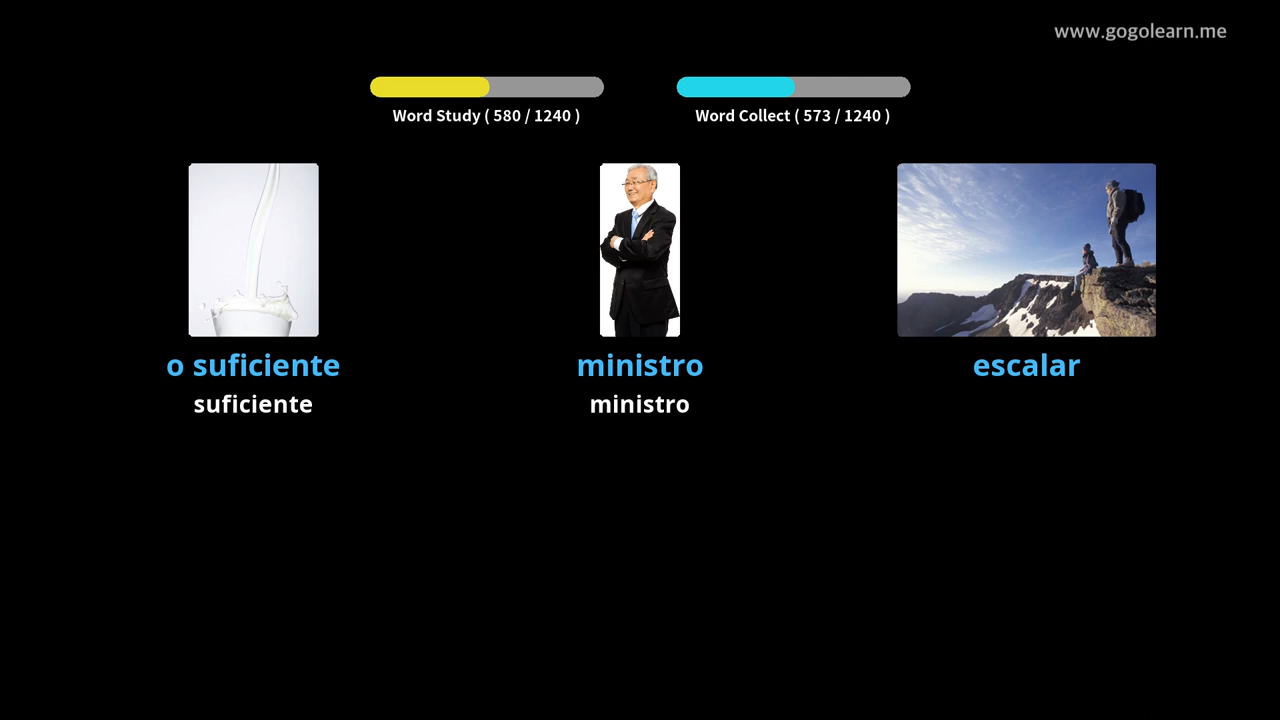 www.gogolearn.me
Word Study ( 580 / 1240 )
Word Collect ( 573 / 1240 )
o suficiente
suficiente
ministro
ministro
escalar